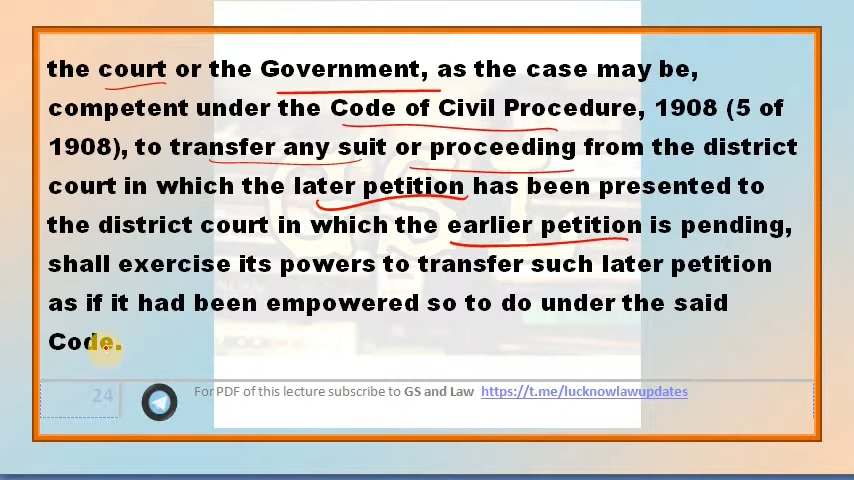 the court or the Government, as the case may be,
competent under the Code of Civil Procedure, 1908 (5 of
1908), to transfer any suit or proceeding from the district
court in which the later petition has been presented to
the district court in which the earlier petition is pending,
shall exercise its powers to transfer such later petition
as if it had been empowered so to do under the said
Code.
24
For PDF of this lecture subscribe to GS and Law https://t.me/lucknowlawupdates